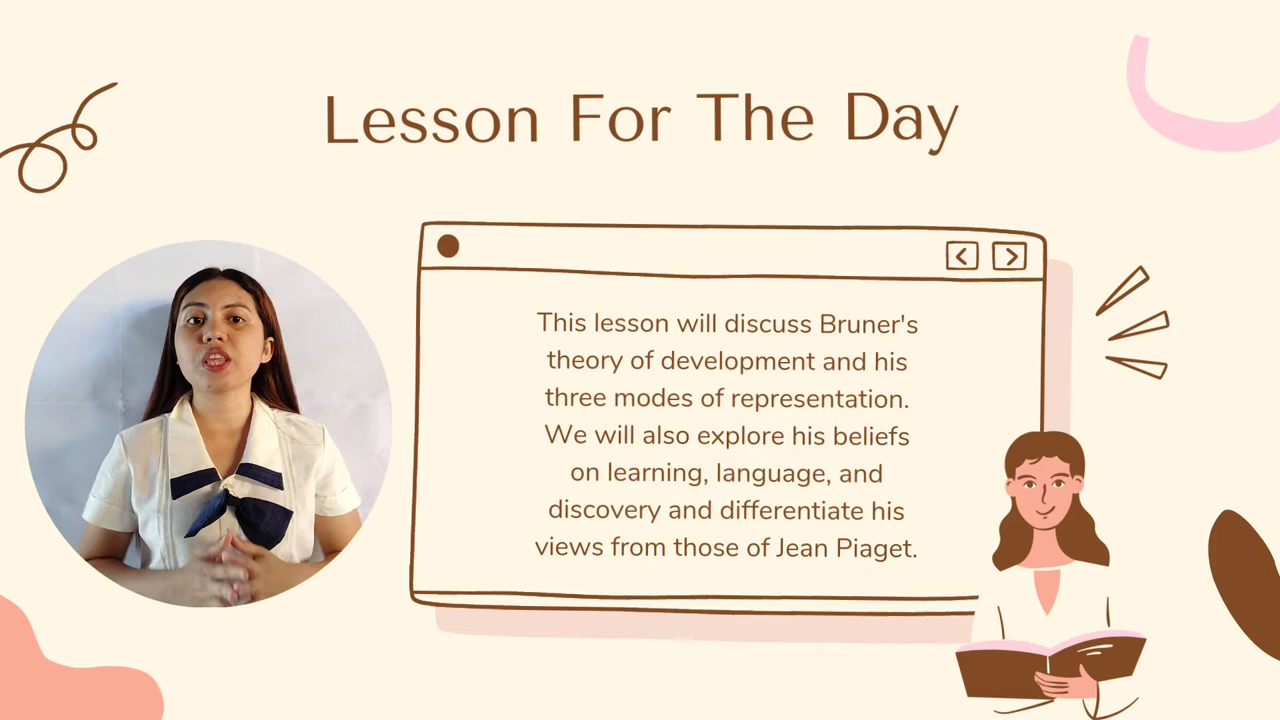 Lesson For The Day
This lesson will discuss Bruner's
theory of development and his
three modes of representation.
We will also explore his beliefs
on learning, language, and
discovery and differentiate his
views from those of Jean Piaget.